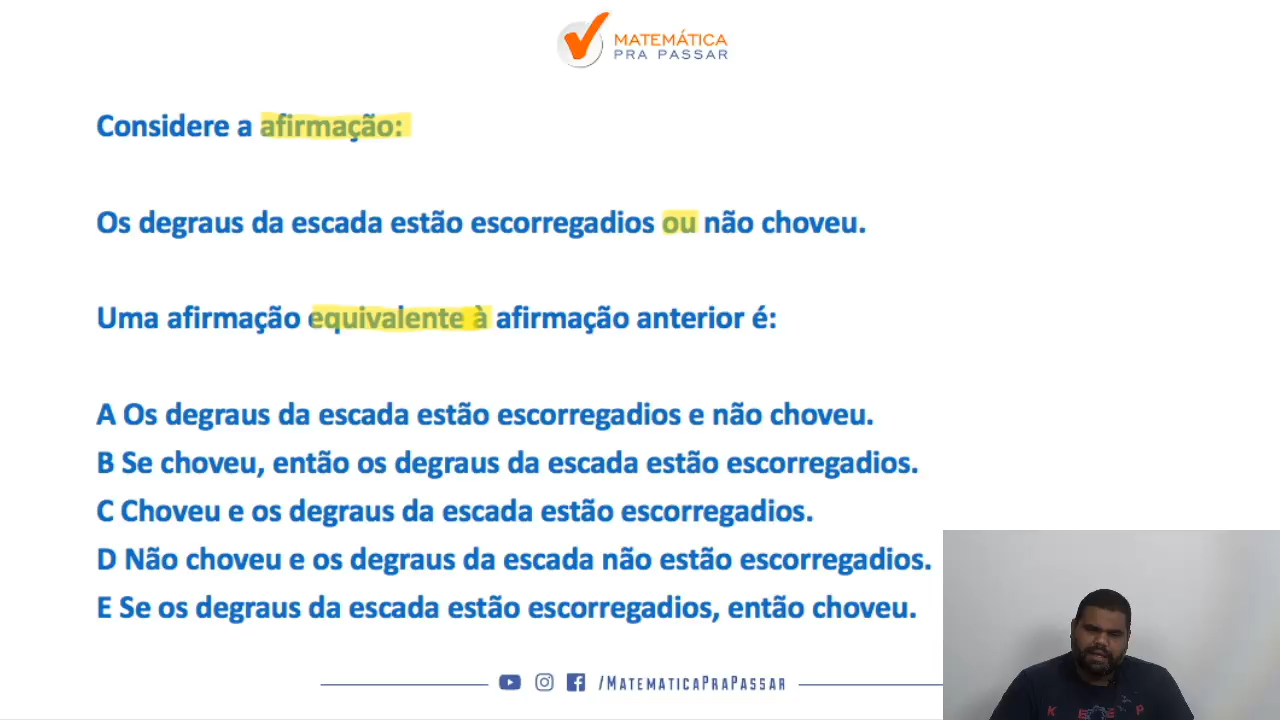 MATEMÁTICA
PRA PASSAR
Considere a afirmação:
Os degraus da escada estão escorregadios ou não choveu.
Uma afirmação equivalente à afirmação anterior é:
A Os degraus da escada estão escorregadios e não choveu.
B Se choveu, então os degraus da escada estão escorregadios.
C Choveu e os degraus da escada estão escorregadios.
D Não choveu e os degraus da escada não estão escorregadios.
E Se os degraus da escada estão escorregadios, então choveu.
/MATEMATICAPRAPASSAR